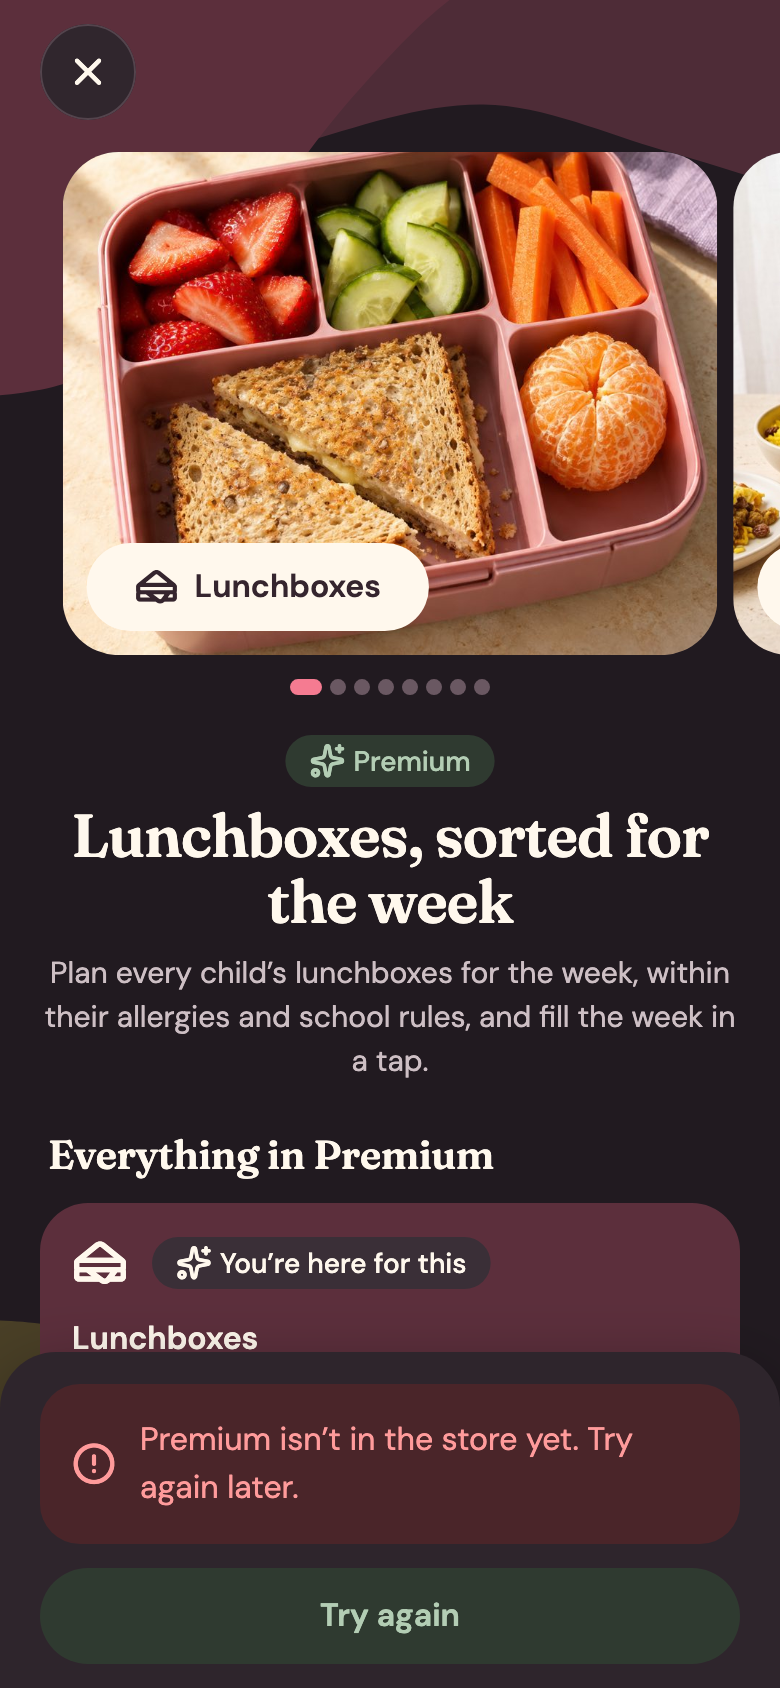 Lunchboxes
Premium
Lunchboxes, sorted for
the week
Plan every child’s lunchboxes for the week, within
their allergies and school rules, and fill the week in
a tap.
Everything in Premium
You’re here for this
Lunchboxes
Premium isn’t in the store yet. Try
again later.
Try again